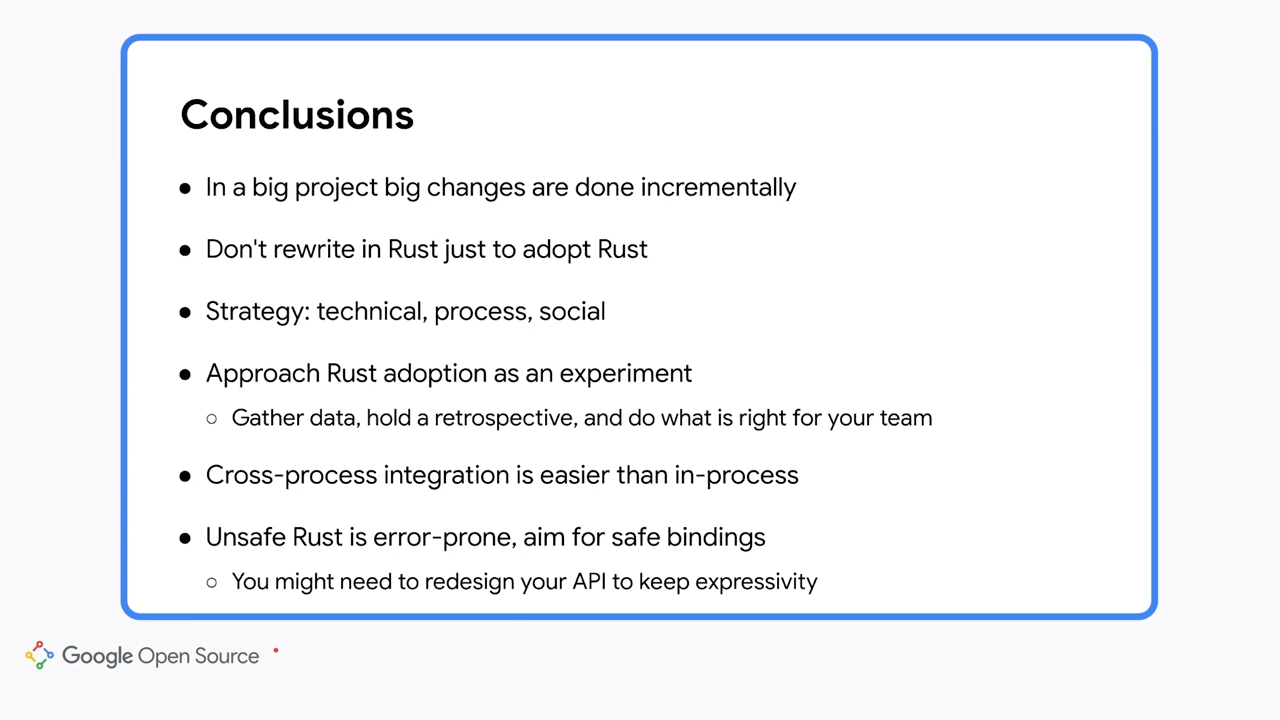 Conclusions
● In a big project big changes are done incrementally
● Don't rewrite in Rust just to adopt Rust
● Strategy: technical, process, social
● Approach Rust adoption as an experiment
○ Gather data, hold a retrospective, and do what is right for your team
● Cross-process integration is easier than in-process
● Unsafe Rust is error-prone, aim for safe bindings
○ You might need to redesign your API to keep expressivity
Google Open Source